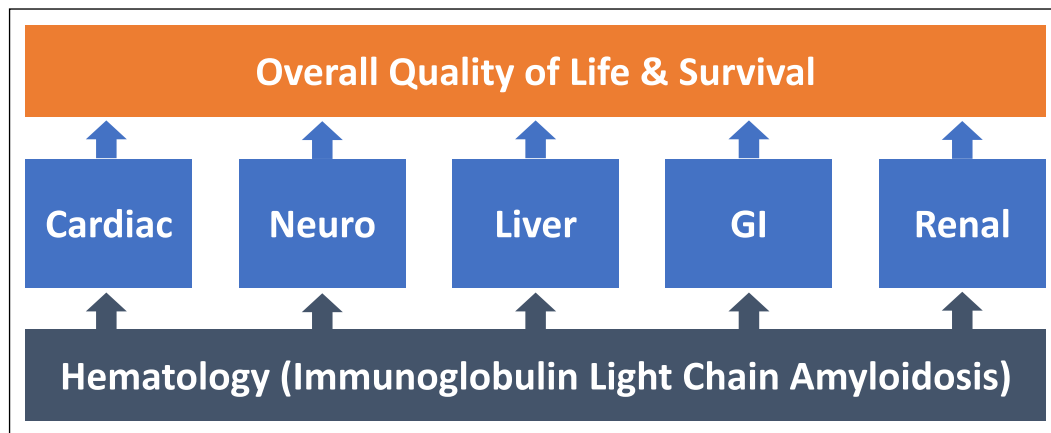 Overall Quality of Life & Survival
Cardiac
Neuro
Liver
GI
Renal
Hematology (Immunoglobulin Light Chain Amyloidosis)